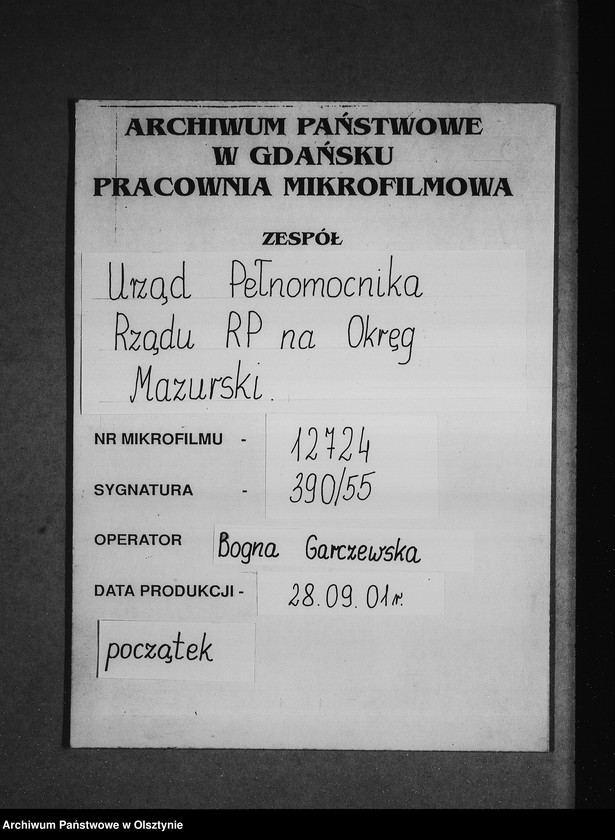 ARCHIWUM PAŃSTWOWE
W GDAŃSKU
PRACOWNIA MIKROFILMOWA
ZESPÓŁ
Urząd Pełnomocnika
Rządu RP na Okręg
Mazurski.
NR MIKROFILMU - 12724
SYGNATURA - 390/55
OPERATOR Bogna Garczewska
DATA PRODUKCJI - 28.09.01r.
początek
Archiwum Państwowe w Olsztynie